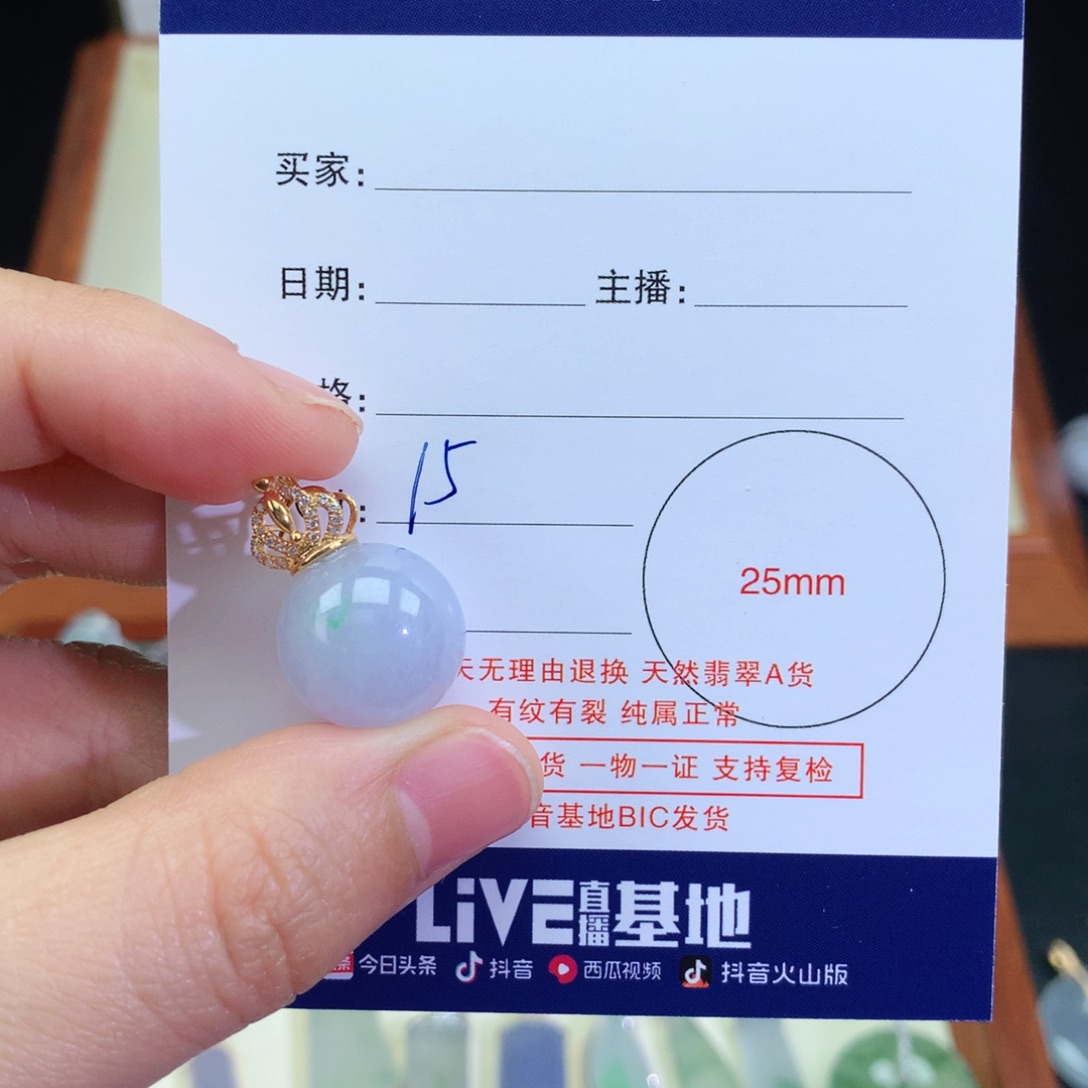 买家:
日期: 主播:
格:
15
25mm
天无理由退换 天然翡翠A货
有纹有裂 纯属正常
货 一物一证 支持复检
音基地BIC发货
LiVE直播基地
条 今日头条 抖音 西瓜视频 抖音火山版